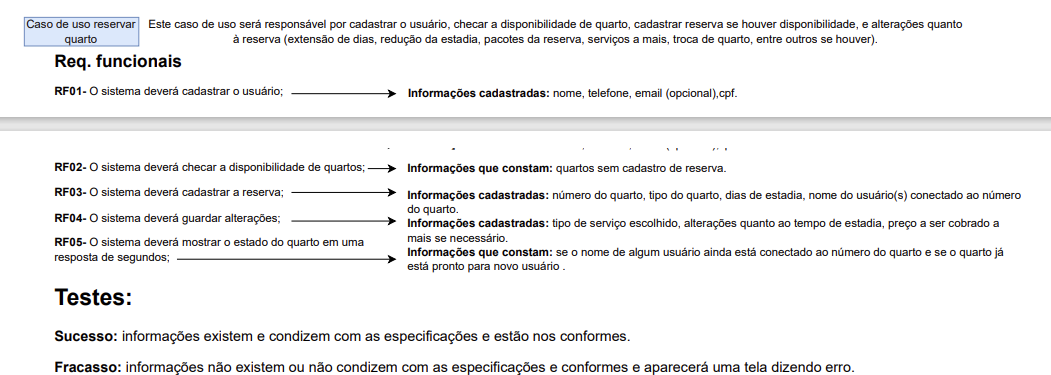 Caso de uso reservar
quarto
Este caso de uso será responsável por cadastrar o usuário, checar a disponibilidade de quarto, cadastrar reserva se houver disponibilidade, e alterações quanto
à reserva (extensão de dias, redução da estadia, pacotes da reserva, serviços a mais, troca de quarto, entre outros se houver).
Req. funcionais
RF01- O sistema deverá cadastrar o usuário;
Informações cadastradas: nome, telefone, email (opcional),cpf.
RF02- O sistema deverá checar a disponibilidade de quartos;
Informações que constam: quartos sem cadastro de reserva.
RF03- O sistema deverá cadastrar a reserva;
Informações cadastradas: número do quarto, tipo do quarto, dias de estadia, nome do usuário(s) conectado ao número
do quarto.
RF04- O sistema deverá guardar alterações;
Informações cadastradas: tipo de serviço escolhido, alterações quanto ao tempo de estadia, preço a ser cobrado a
mais se necessário.
RF05- O sistema deverá mostrar o estado do quarto em uma
resposta de segundos;
Informações que constam: se o nome de algum usuário ainda está conectado ao número do quarto e se o quarto já
está pronto para novo usuário .
Testes:
Sucesso: informações existem e condizem com as especificações e estão nos conformes.
Fracasso: informações não existem ou não condizem com as especificações e conformes e aparecerá uma tela dizendo erro.